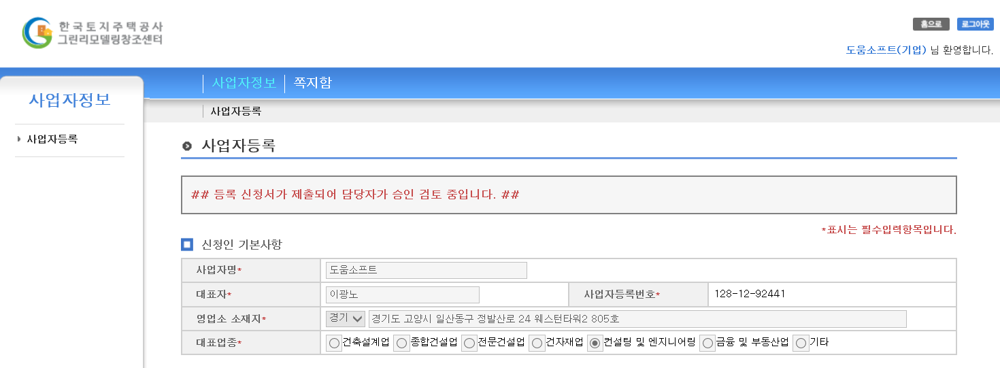 한국토지주택공사
그린리모델링창조센터
홈으로 로그아웃
도움소프트(기업) 님 환영합니다.
사업자정보 쪽지함
사업자정보
사업자등록
사업자등록
사업자등록
## 등록 신청서가 제출되어 담당자가 승인 검토 중입니다. ##
*표시는 필수입력항목입니다.
신청인 기본사항
사업자명* 도움소프트
대표자* 이광노 사업자등록번호* 128-12-92441
영업소 소재지* 경기 경기도 고양시 일산동구 정발산로 24 웨스턴타워2 805호
대표업종* 건축설계업 종합건설업 전문건설업 건자재업 컨설팅 및 엔지니어링 금융 및 부동산업 기타